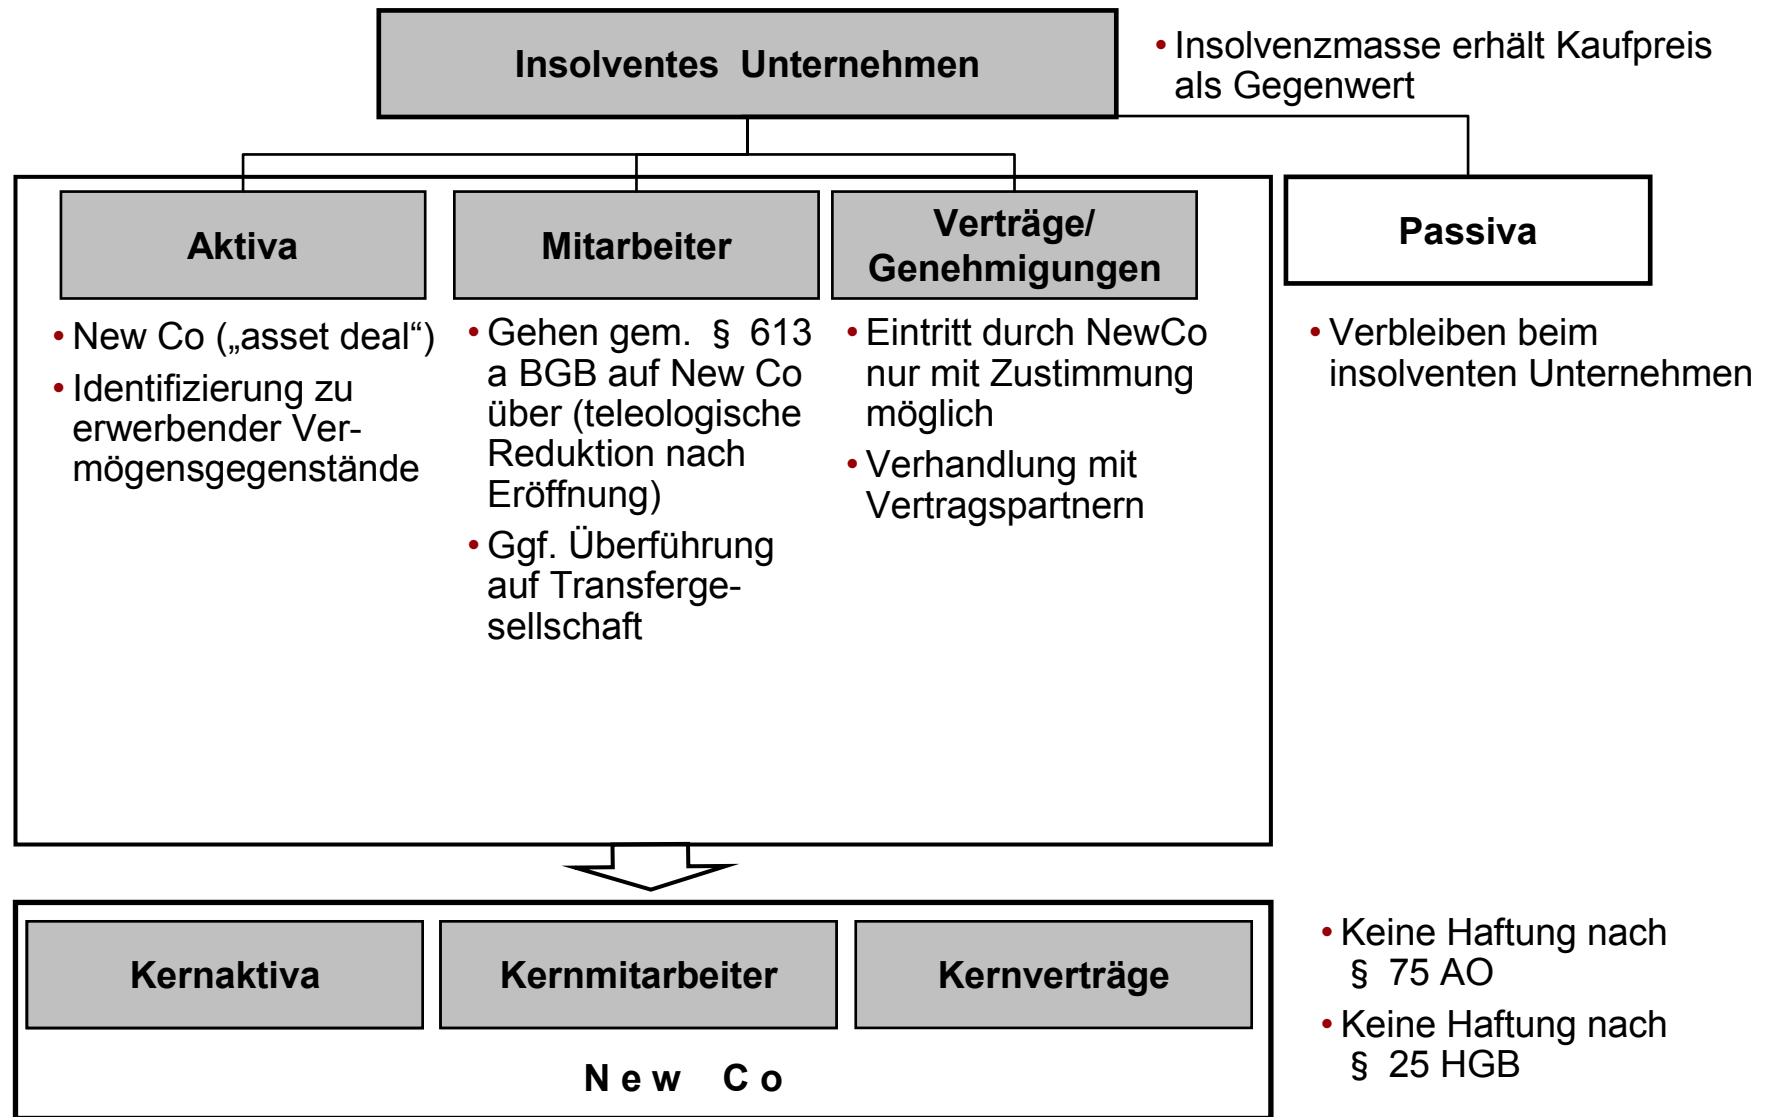 Insolventes Unternehmen
• Insolvenzmasse erhält Kaufpreis
als Gegenwert
Aktiva
Mitarbeiter
Verträge/
Genehmigungen
Passiva
• New Co („asset deal“)
• Identifizierung zu
erwerbender Ver-
mögensgegenstände
• Gehen gem. § 613
a BGB auf New Co
über (teleologische
Reduktion nach
Eröffnung)
• Ggf. Überführung
auf Transferge-
sellschaft
• Eintritt durch NewCo
nur mit Zustimmung
möglich
• Verhandlung mit
Vertragspartnern
• Verbleiben beim
insolventen Unternehmen
Kernaktiva
Kernmitarbeiter
Kernverträge
New Co
• Keine Haftung nach
§ 75 AO
• Keine Haftung nach
§ 25 HGB